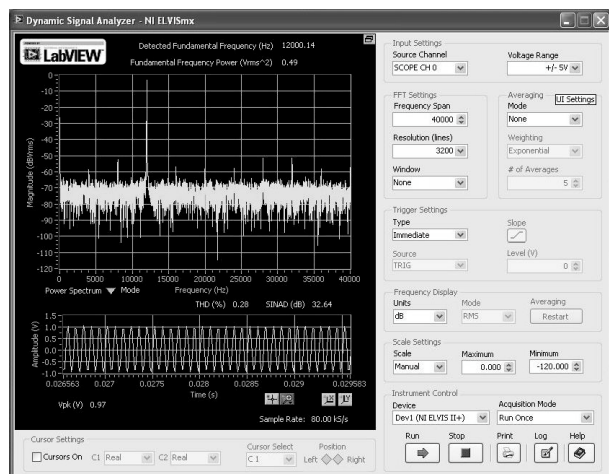 Dynamic Signal Analyzer - NI ELVISmx
LabVIEW
Detected Fundamental Frequency (Hz) 12000.14
Fundamental Frequency Power (Vrms^2) 0.49
Magnitude (dBVrms)
0
-10
-20
-30
-40
-50
-60
-70
-80
-90
-100
-110
-120
0 5000 10000 15000 20000 25000 30000 35000 40000
Power Spectrum Mode Frequency (Hz)
THD (%) 0.28 SINAD (dB) 32.64
Amplitude (V)
1.5
1.0
0.5
0.0
-0.5
-1.0
0.026563 0.027 0.0275 0.028 0.0285 0.029 0.029583
Time (s)
Vpk (V) 0.97
Sample Rate: 80.00 kS/s
Cursor Settings
Cursors On C1 Real C2 Real
Cursor Select
C 1
Position
Left Right
Input Settings
Source Channel
SCOPE CH 0
Voltage Range
+/- 5V
FFT Settings
Frequency Span
40000
Resolution (lines)
3200
Window
None
Averaging
UI Settings
Mode
None
Weighting
Exponential
# of Averages
5
Trigger Settings
Type
Immediate
Slope
Source
TRIG
Level (V)
0
Frequency Display
Units
dB
Mode
RMS
Averaging
Restart
Scale Settings
Scale
Manual
Maximum
0.000
Minimum
-120.000
Instrument Control
Device
Dev1 (NI ELVIS II+)
Acquisition Mode
Run Once
Run Stop Print Log Help